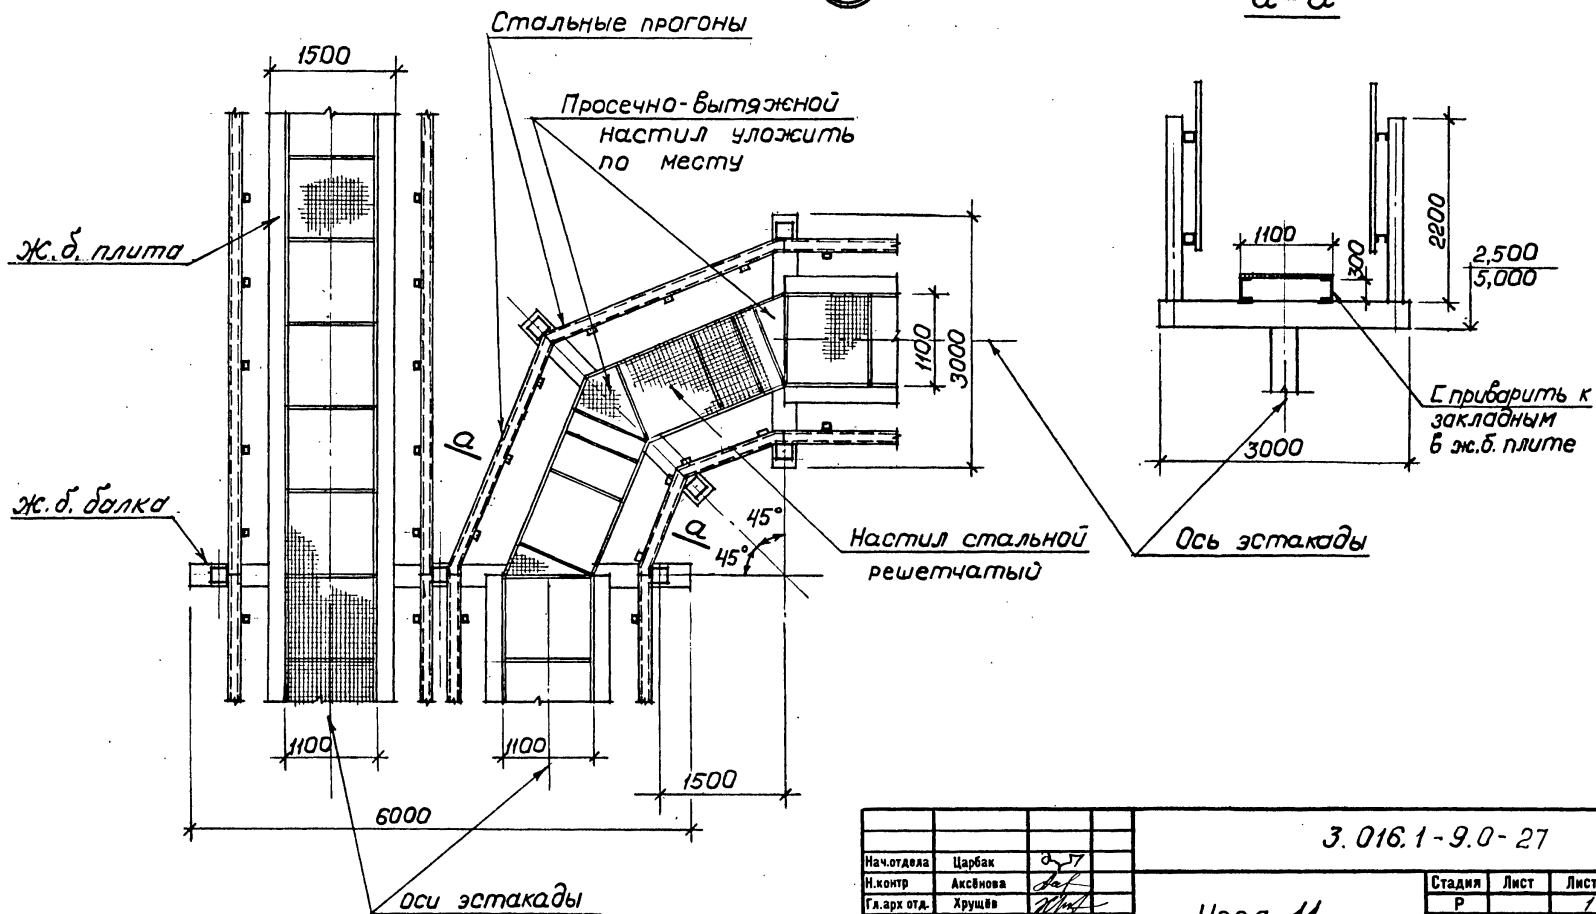 Стальные прогоны
а - а
1500
Просечно-вытяжной
настил уложить
по месту
Ж.б. плита
1100
300
2200
2,500
5,000
1100
3000
[ приварить к
закладным
в ж.б. плите
3000
а
Ж.б. балка
а
45°
45°
Настил стальной
решетчатый
Ось эстакады
1100
1100
1500
6000
оси эстакады
3.016.1-9.0-27
Нач.отдела Царбак
Н.контр Аксёнова
Гл.арх отд. Хрущёв
Стадия Лист
Р
Узел 11